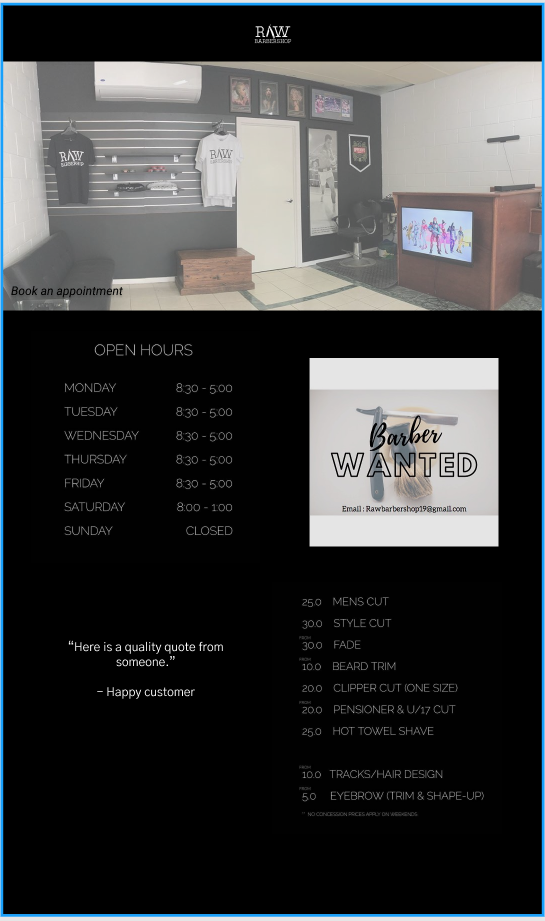 RAW
BARBERSHOP
RAW
BARBERSHOP
RAW
BARBERSHOP
Book an appointment
OPEN HOURS
MONDAY 8:30 - 5:00
TUESDAY 8:30 - 5:00
WEDNESDAY 8:30 - 5:00
THURSDAY 8:30 - 5:00
FRIDAY 8:30 - 5:00
SATURDAY 8:00 - 1:00
SUNDAY CLOSED
Barber
WANTED
Email : Rawbarbershop19@gmail.com
"Here is a quality quote from
someone."
– Happy customer
25.0 MENS CUT
30.0 STYLE CUT
FROM
30.0 FADE
FROM
10.0 BEARD TRIM
20.0 CLIPPER CUT (ONE SIZE)
FROM
20.0 PENSIONER & U/17 CUT
25.0 HOT TOWEL SHAVE
FROM
10.0 TRACKS/HAIR DESIGN
FROM
5.0 EYEBROW (TRIM & SHAPE-UP)
** NO CONCESSION PRICES APPLY ON WEEKENDS